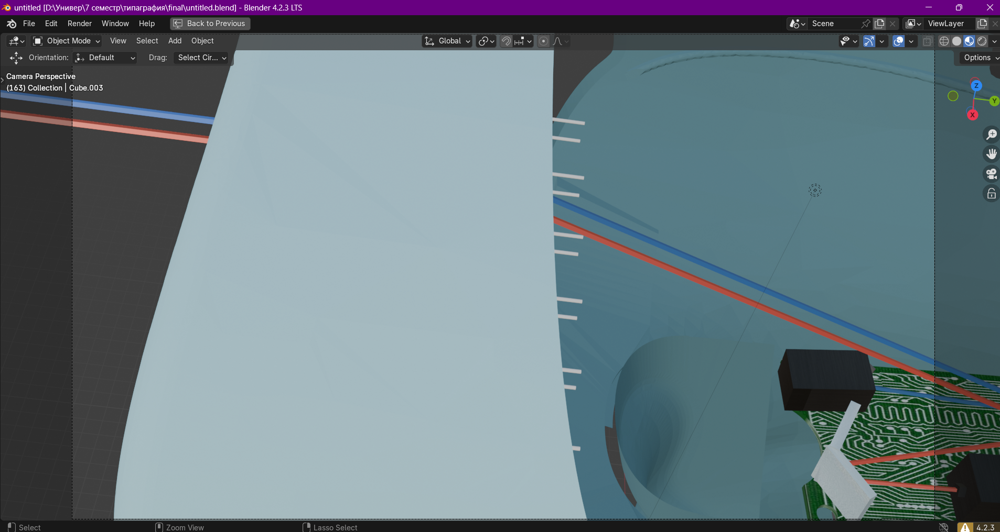 untitled [D:\Универ\7 семестр\типаграфия\final\untitled.blend] - Blender 4.2.3 LTS
File Edit Render Window Help Back to Previous Scene ViewLayer
Object Mode View Select Add Object Global
Orientation: Default Drag: Select Cir... Options
Camera Perspective
(163) Collection | Cube.003
Z
Y
X
Select Zoom View Lasso Select 4.2.3